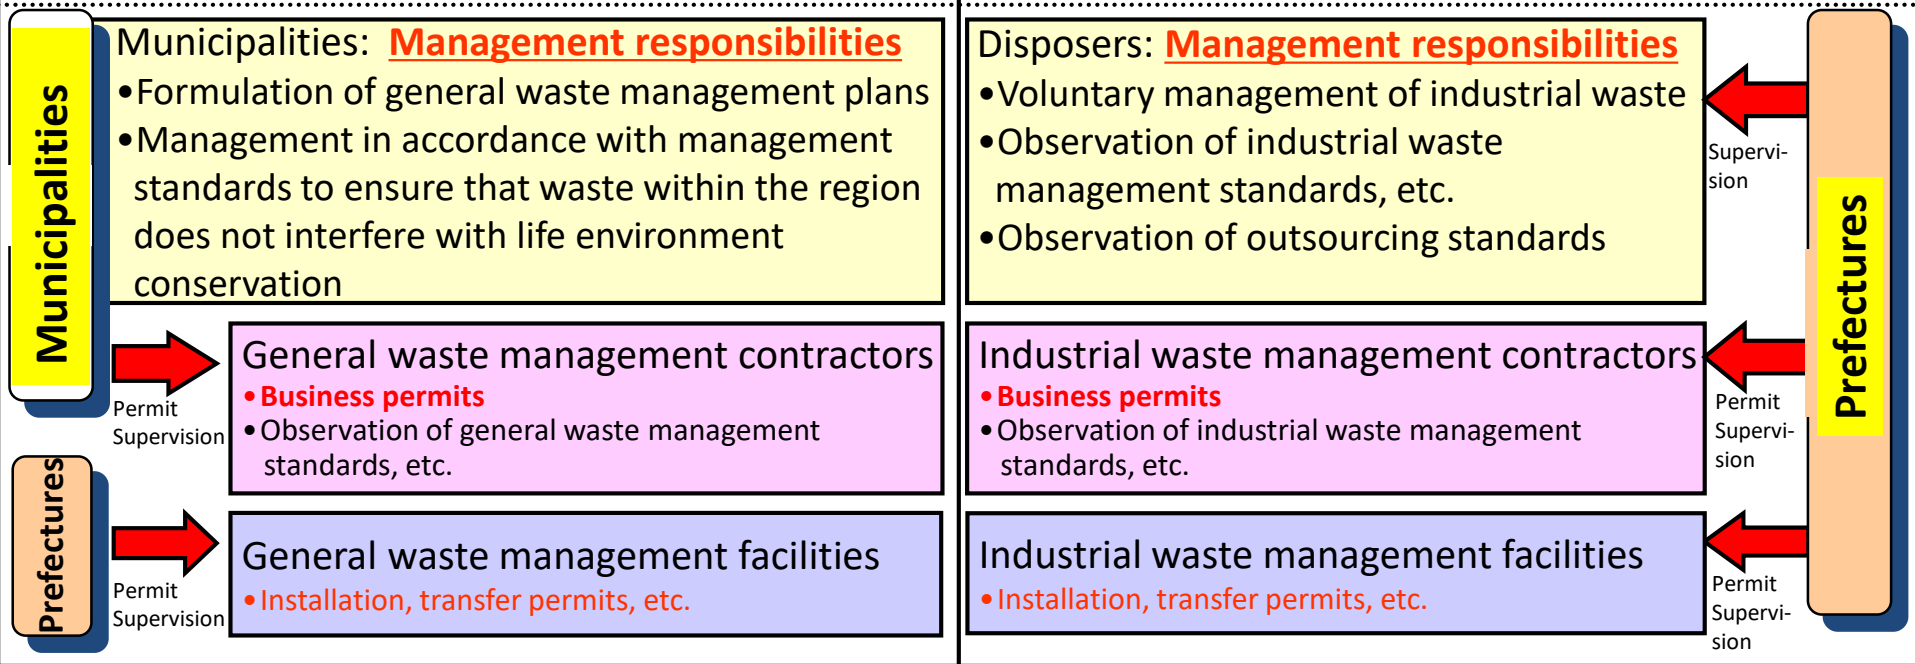 Municipalities
Municipalities: Management responsibilities
•Formulation of general waste management plans
•Management in accordance with management
standards to ensure that waste within the region
does not interfere with life environment
conservation
Permit
Supervision
General waste management contractors
•Business permits
•Observation of general waste management
standards, etc.
Prefectures
Permit
Supervision
General waste management facilities
•Installation, transfer permits, etc.
Disposers: Management responsibilities
•Voluntary management of industrial waste
•Observation of industrial waste
management standards, etc.
•Observation of outsourcing standards
Supervi-
sion
Industrial waste management contractors
•Business permits
•Observation of industrial waste management
standards, etc.
Permit
Supervi-
sion
Industrial waste management facilities
•Installation, transfer permits, etc.
Permit
Supervi-
sion
Prefectures